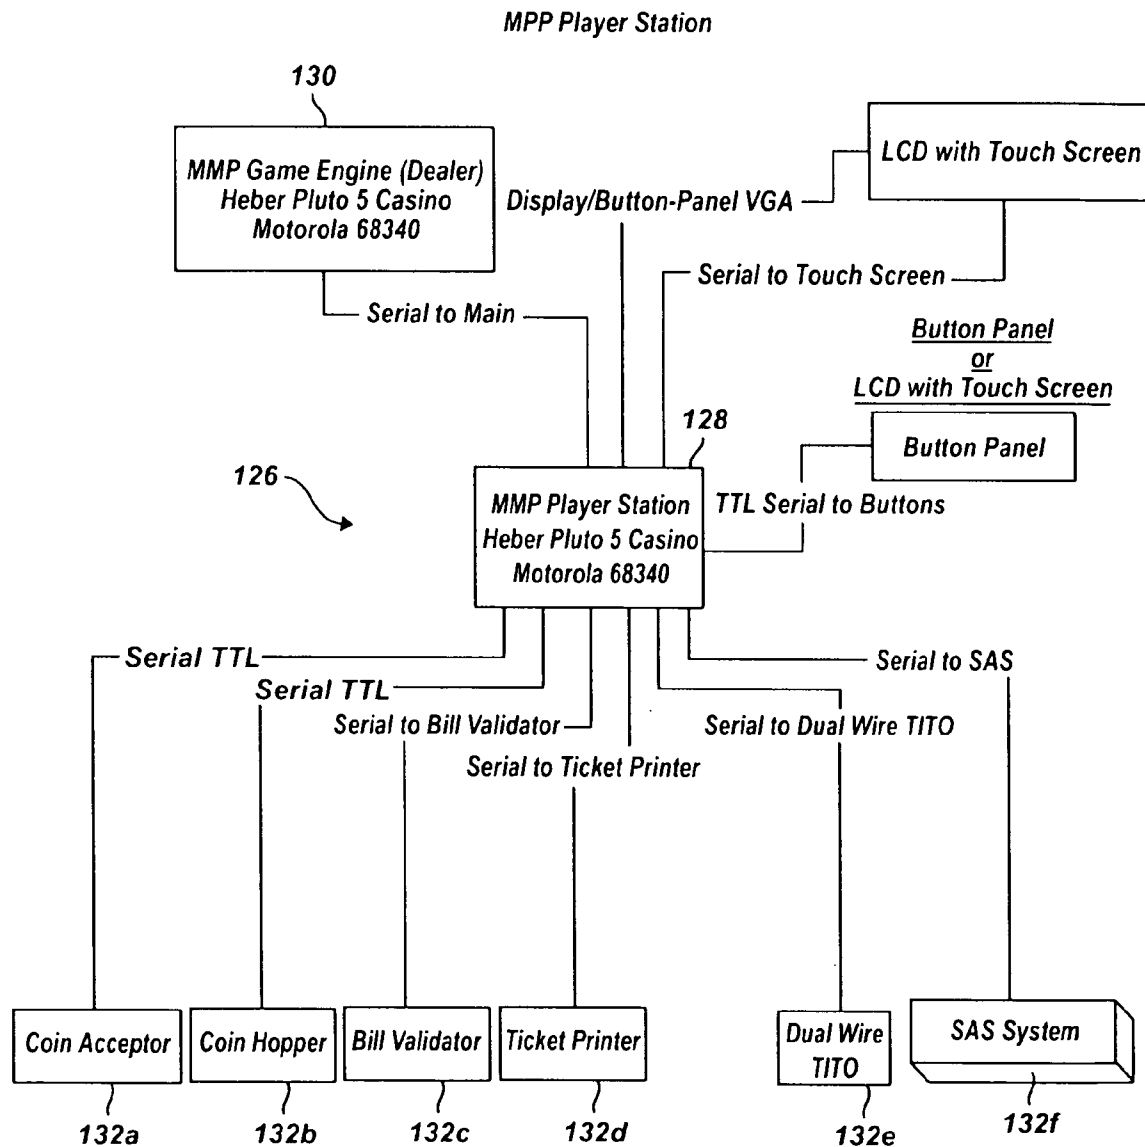 MPP Player Station
130
MMP Game Engine (Dealer)
Heber Pluto 5 Casino
Motorola 68340
LCD with Touch Screen
Display/Button-Panel VGA
Serial to Touch Screen
Serial to Main
Button Panel
or
LCD with Touch Screen
128
Button Panel
126
MMP Player Station
Heber Pluto 5 Casino
Motorola 68340
TTL Serial to Buttons
Serial TTL
Serial to SAS
Serial TTL
Serial to Bill Validator
Serial to Dual Wire TITO
Serial to Ticket Printer
Coin Acceptor
Coin Hopper
Bill Validator
Ticket Printer
Dual Wire
TITO
SAS System
132a
132b
132c
132d
132e
132f